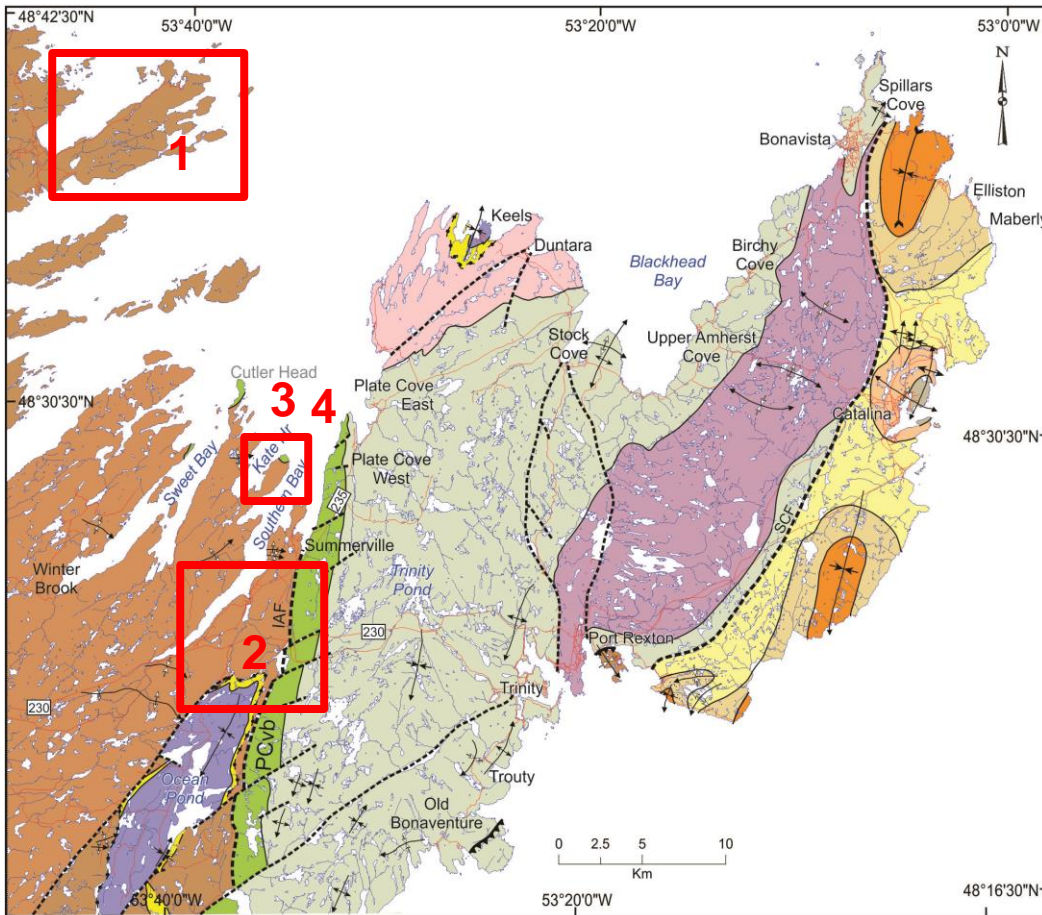 48°42'30"N
53°40'0"W
53°20'0"W
53°0'0"W
N
1
Spillars
Cove
Bonavista
Elliston
Maberly
Keels
Duntara
Birchy
Cove
Blackhead
Bay
Stock
Cove
Upper Amherst
Cove
Cutler Head
Plate Cove
East
48°30'30"N
3
4
Catalina
48°30'30"N
Kate Hr
Sweet Bay
Southern Bay
Plate Cove
West
235
SCF
Summerville
Winter
Brook
Trinity
Pond
IAF
230
2
Port Rexton
230
Trinity
PCvb
Ocean
Pond
Trouty
Old
Bonaventure
0 2.5 5 10
Km
53°40'0"W
53°20'0"W
48°16'30"N